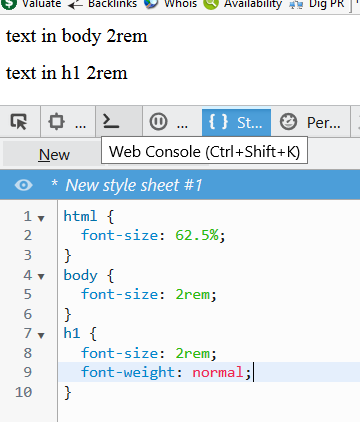 Valuate Backlinks Whois Availability Dig PR
text in body 2rem
text in h1 2rem
... ... { } St... Per...
New Web Console (Ctrl+Shift+K)
* New style sheet #1
1 html {
2 font-size: 62.5%;
3 }
4 body {
5 font-size: 2rem;
6 }
7 h1 {
8 font-size: 2rem;
9 font-weight: normal;
10 }